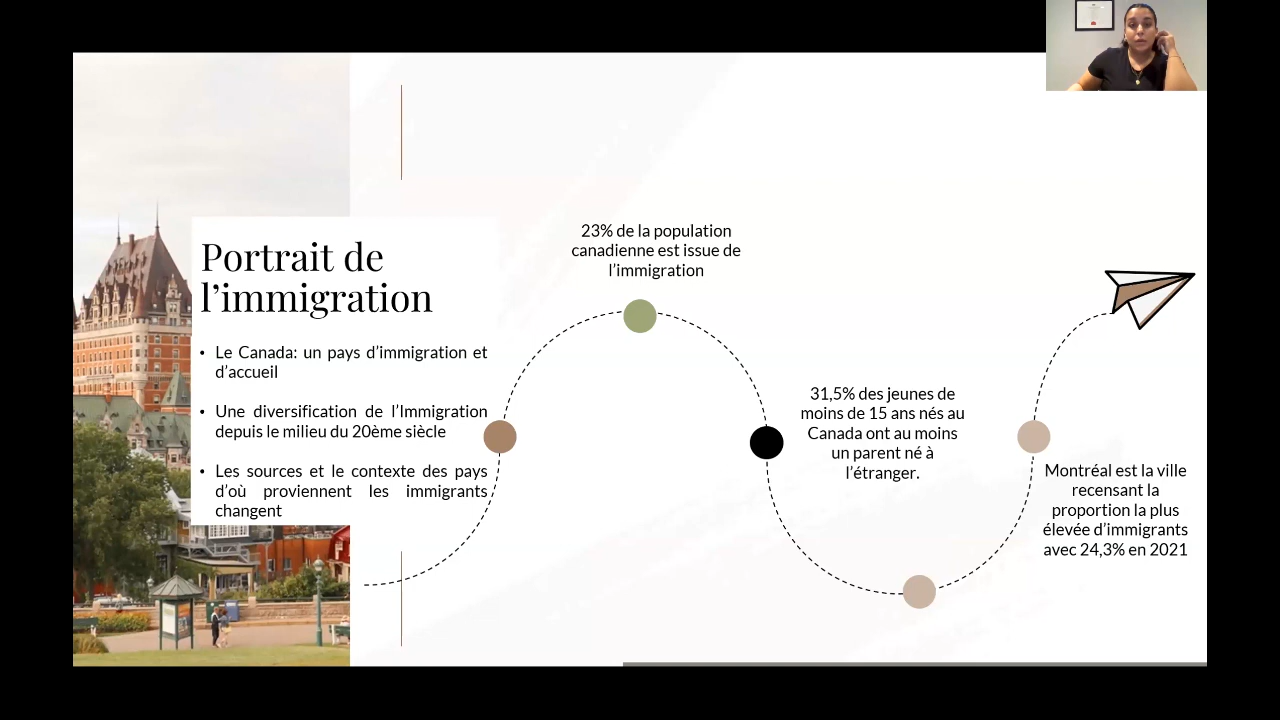 Portrait de
l’immigration
• Le Canada: un pays d’immigration et
d’accueil
• Une diversification de l’Immigration
depuis le milieu du 20ème siècle
• Les sources et le contexte des pays
d’où proviennent les immigrants
changent
23% de la population
canadienne est issue de
l’immigration
31,5% des jeunes de
moins de 15 ans nés au
Canada ont au moins
un parent né à
l’étranger.
Montréal est la ville
recensant la
proportion la plus
élevée d’immigrants
avec 24,3% en 2021